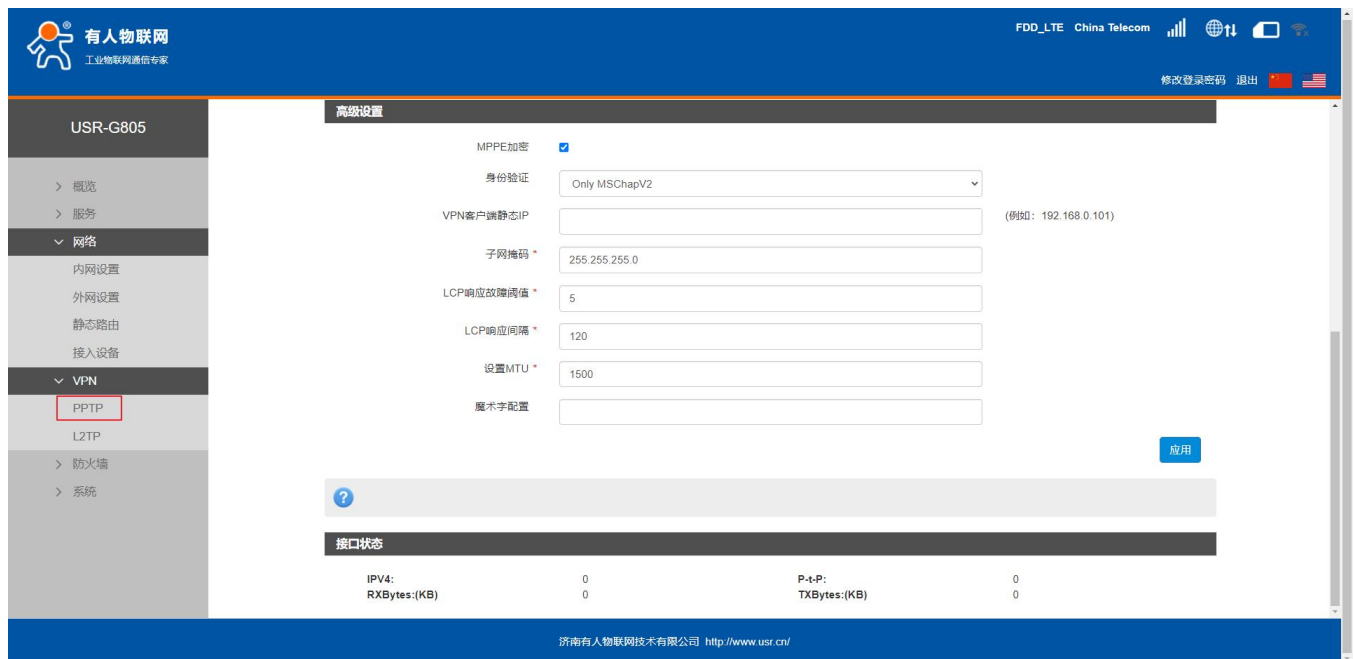 有人物联网®
工业物联网通信专家
FDD_LTE China Telecom
修改登录密码 退出
USR-G805
概览
服务
网络
内网设置
外网设置
静态路由
接入设备
VPN
PPTP
L2TP
防火墙
系统
高级设置
MPPE加密
身份验证 Only MSChapV2
VPN客户端静态IP (例如：192.168.0.101)
子网掩码 * 255.255.255.0
LCP响应故障阈值 * 5
LCP响应间隔 * 120
设置MTU * 1500
魔术字配置
应用
?
接口状态
IPV4: 0 P-t-P: 0
RXBytes:(KB) 0 TXBytes:(KB) 0
济南有人物联网技术有限公司 http://www.usr.cn/